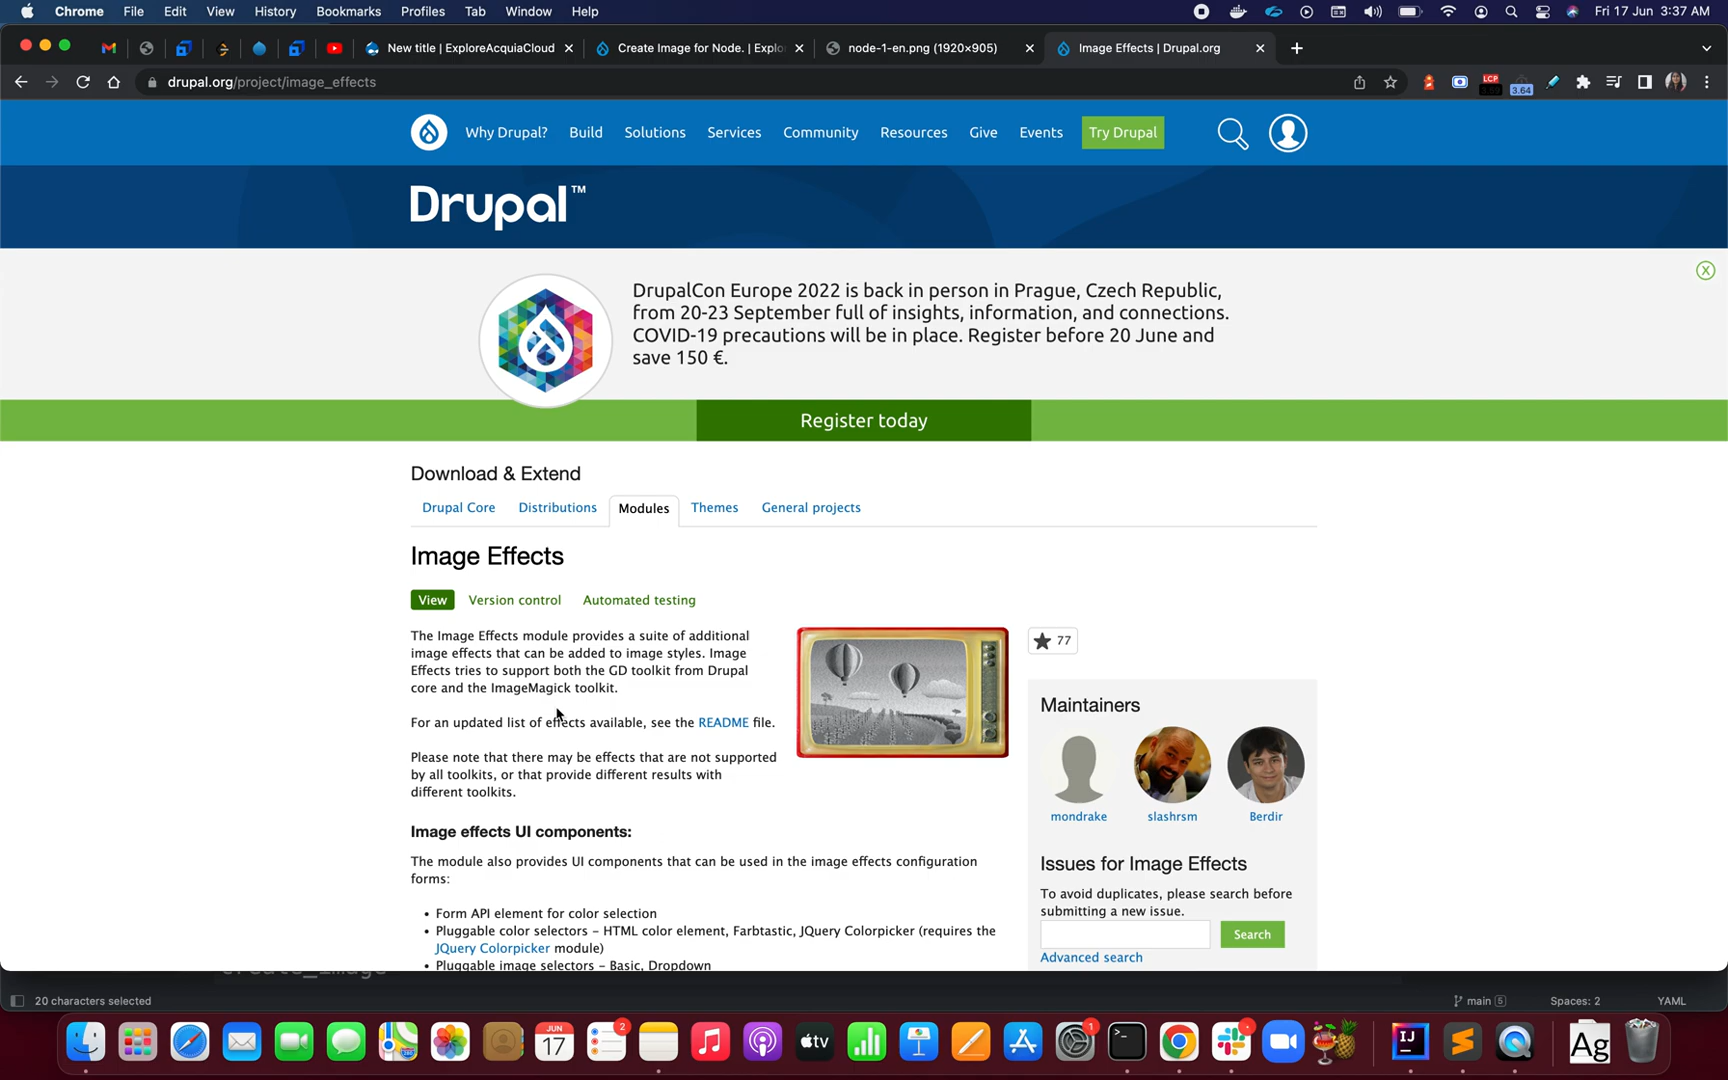 Chrome File Edit View History Bookmarks Profiles Tab Window Help Fri 17 Jun 3:37 AM
New title | ExploreAcquiaCloud Create Image for Node. | Explo node-1-en.png (1920×905) Image Effects | Drupal.org
drupal.org/project/image_effects LCP 3.64
Why Drupal? Build Solutions Services Community Resources Give Events Try Drupal
Drupal™
DrupalCon Europe 2022 is back in person in Prague, Czech Republic,
from 20-23 September full of insights, information, and connections.
COVID-19 precautions will be in place. Register before 20 June and
save 150 €.
Register today
Download & Extend
Drupal Core Distributions Modules Themes General projects
Image Effects
View Version control Automated testing
The Image Effects module provides a suite of additional
image effects that can be added to image styles. Image
Effects tries to support both the GD toolkit from Drupal
core and the ImageMagick toolkit.
For an updated list of effects available, see the README file.
Please note that there may be effects that are not supported
by all toolkits, or that provide different results with
different toolkits.
77
Maintainers
mondrake slashrsm Berdir
Image effects UI components:
The module also provides UI components that can be used in the image effects configuration
forms:
• Form API element for color selection
• Pluggable color selectors – HTML color element, Farbtastic, JQuery Colorpicker (requires the
JQuery Colorpicker module)
• Pluggable image selectors – Basic, Dropdown
Issues for Image Effects
To avoid duplicates, please search before
submitting a new issue.
Search
Advanced search
create_image
20 characters selected main 5 Spaces: 2 YAML
JUN
17
2
tv
1
IJ
Ag